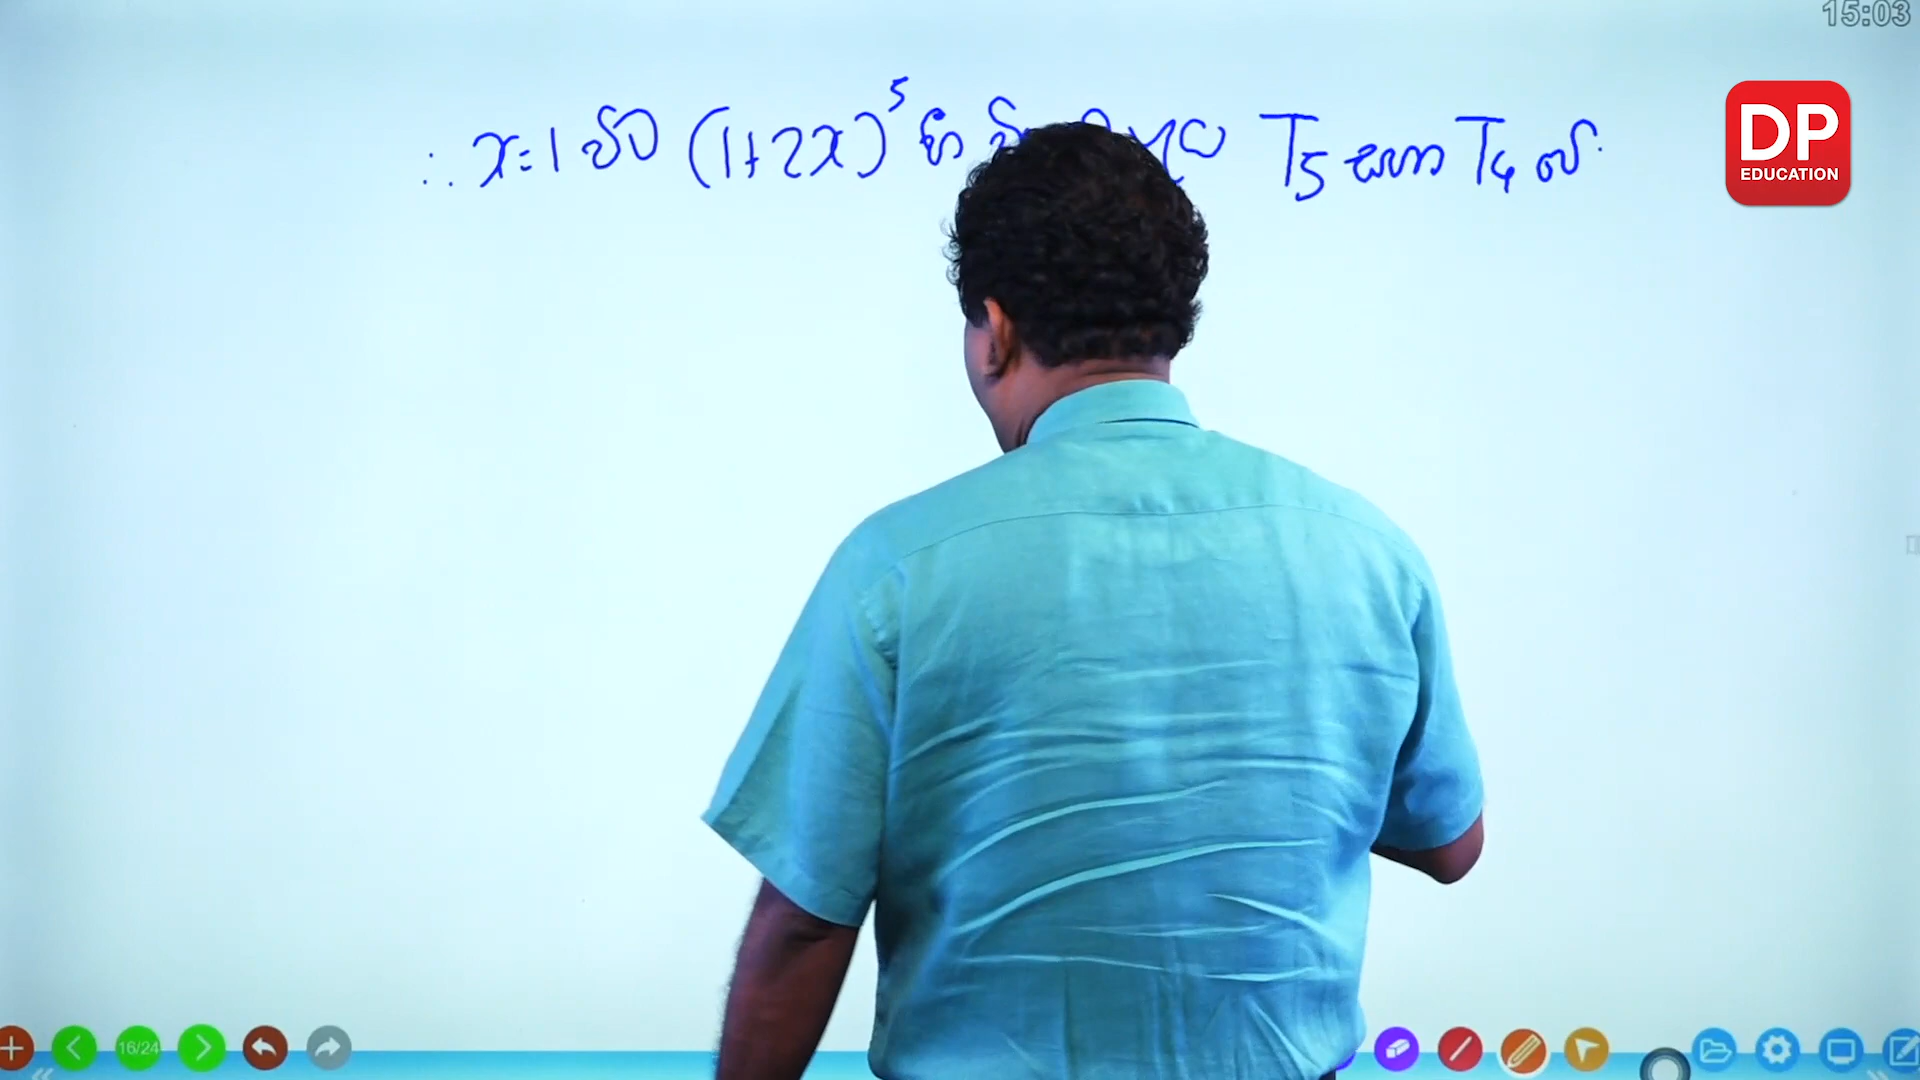 15:03
∴ x=1 විට (1+2x)⁵ හි T₅ සහ T₄ වේ.
DP
EDUCATION
16/24